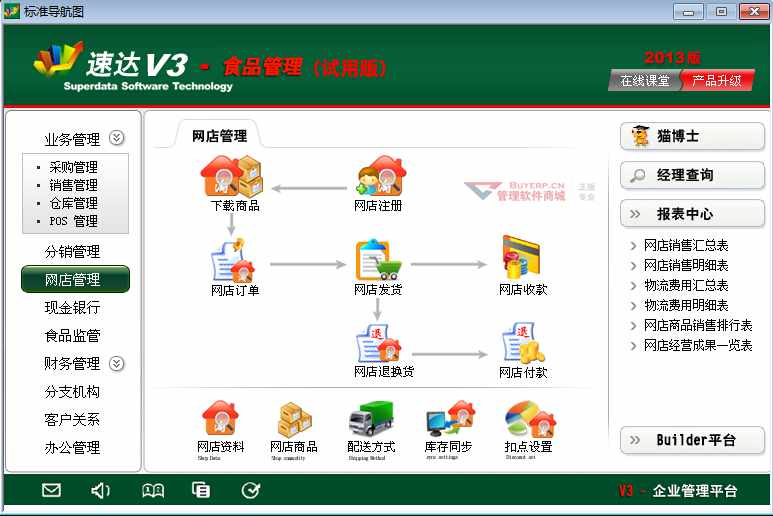 标准导航图
速达V3 - 食品管理（试用版）
Superdata Software Technology
2013版
在线课堂 产品升级
业务管理
采购管理
销售管理
仓库管理
POS 管理
分销管理
网店管理
现金银行
食品监管
财务管理
分支机构
客户关系
办公管理
网店管理
下载商品 网店注册
BUYERP.CN
管理软件商城
正版
专业
网店订单 网店发货 网店收款
网店退换货 网店付款
网店资料 网店商品 配送方式 库存同步 扣点设置
Shop Data Shop commodity Shipping Method sync settings Discount set
猫博士
经理查询
报表中心
网店销售汇总表
网店销售明细表
物流费用汇总表
物流费用明细表
网店商品销售排行表
网店经营成果一览表
Builder平台
V3 - 企业管理平台